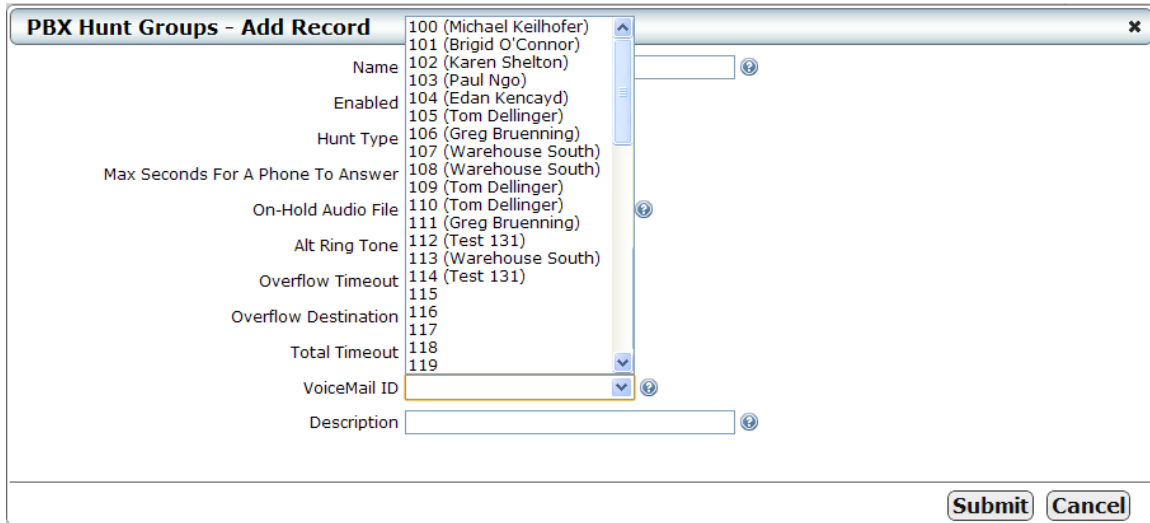 PBX Hunt Groups - Add Record
Name
Enabled
Hunt Type
Max Seconds For A Phone To Answer
On-Hold Audio File
Alt Ring Tone
Overflow Timeout
Overflow Destination
Total Timeout
100 (Michael Keilhofer)
101 (Brigid O'Connor)
102 (Karen Shelton)
103 (Paul Ngo)
104 (Edan Kencayd)
105 (Tom Dellinger)
106 (Greg Bruenning)
107 (Warehouse South)
108 (Warehouse South)
109 (Tom Dellinger)
110 (Tom Dellinger)
111 (Greg Bruenning)
112 (Test 131)
113 (Warehouse South)
114 (Test 131)
115
116
117
118
119
VoiceMail ID
Description
Submit Cancel